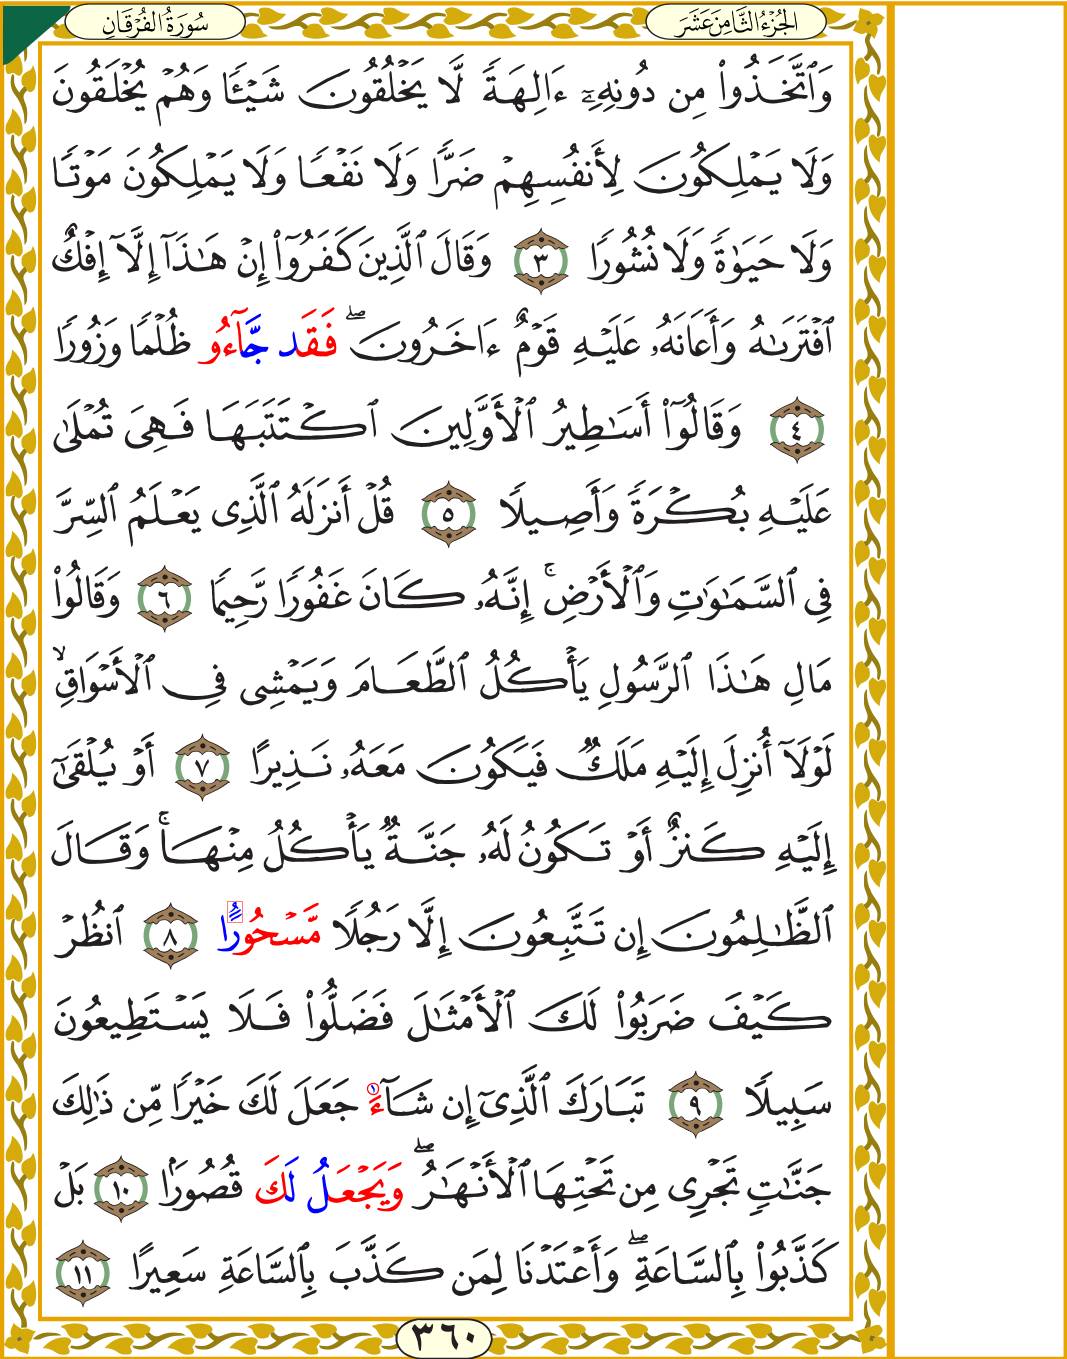 سُورَةُ الفُرْقَانِ
الجُزْءُ الثَّامِنَ عَشَرَ
وَٱتَّخَذُواْ مِن دُونِهِۦٓ ءَالِهَةً لَّا يَخْلُقُونَ شَيْـًٔا وَهُمْ يُخْلَقُونَ
وَلَا يَمْلِكُونَ لِأَنفُسِهِمْ ضَرًّا وَلَا نَفْعًا وَلَا يَمْلِكُونَ مَوْتًا
وَلَا حَيَوٰةً وَلَا نُشُورًا ٣ وَقَالَ ٱلَّذِينَ كَفَرُوٓاْ إِنْ هَـٰذَآ إِلَّآ إِفْكٌ
ٱفْتَرَىٰهُ وَأَعَانَهُۥ عَلَيْهِ قَوْمٌ ءَاخَرُونَۖ فَقَد جَّآءُو ظُلْمًا وَزُورًا
٤ وَقَالُوٓاْ أَسَـٰطِيرُ ٱلْأَوَّلِينَ ٱكْتَتَبَهَا فَهِىَ تُمْلَىٰ
عَلَيْهِ بُكْرَةً وَأَصِيلًا ٥ قُلْ أَنزَلَهُ ٱلَّذِى يَعْلَمُ ٱلسِّرَّ
فِى ٱلسَّمَـٰوَٰتِ وَٱلْأَرْضِۚ إِنَّهُۥ كَانَ غَفُورًا رَّحِيمًا ٦ وَقَالُواْ
مَالِ هَـٰذَا ٱلرَّسُولِ يَأْكُلُ ٱلطَّعَامَ وَيَمْشِى فِى ٱلْأَسْوَاقِۙ
لَوْلَآ أُنزِلَ إِلَيْهِ مَلَكٌ فَيَكُونَ مَعَهُۥ نَذِيرًا ٧ أَوْ يُلْقَىٰٓ
إِلَيْهِ كَنزٌ أَوْ تَكُونُ لَهُۥ جَنَّةٌ يَأْكُلُ مِنْهَاۚ وَقَالَ
ٱلظَّـٰلِمُونَ إِن تَتَّبِعُونَ إِلَّا رَجُلًا مَّسْحُورًا ٨ ٱنظُرْ
كَيْفَ ضَرَبُواْ لَكَ ٱلْأَمْثَـٰلَ فَضَلُّواْ فَلَا يَسْتَطِيعُونَ
سَبِيلًا ٩ تَبَارَكَ ٱلَّذِىٓ إِن شَآءَ ١ جَعَلَ لَكَ خَيْرًا مِّن ذَٰلِكَ
جَنَّـٰتٍ تَجْرِى مِن تَحْتِهَا ٱلْأَنْهَـٰرُۖ وَيَجْعَلُ لَكَ قُصُورًا ١٠ بَلْ
كَذَّبُواْ بِٱلسَّاعَةِۖ وَأَعْتَدْنَا لِمَن كَذَّبَ بِٱلسَّاعَةِ سَعِيرًا ١١
٣٦٠